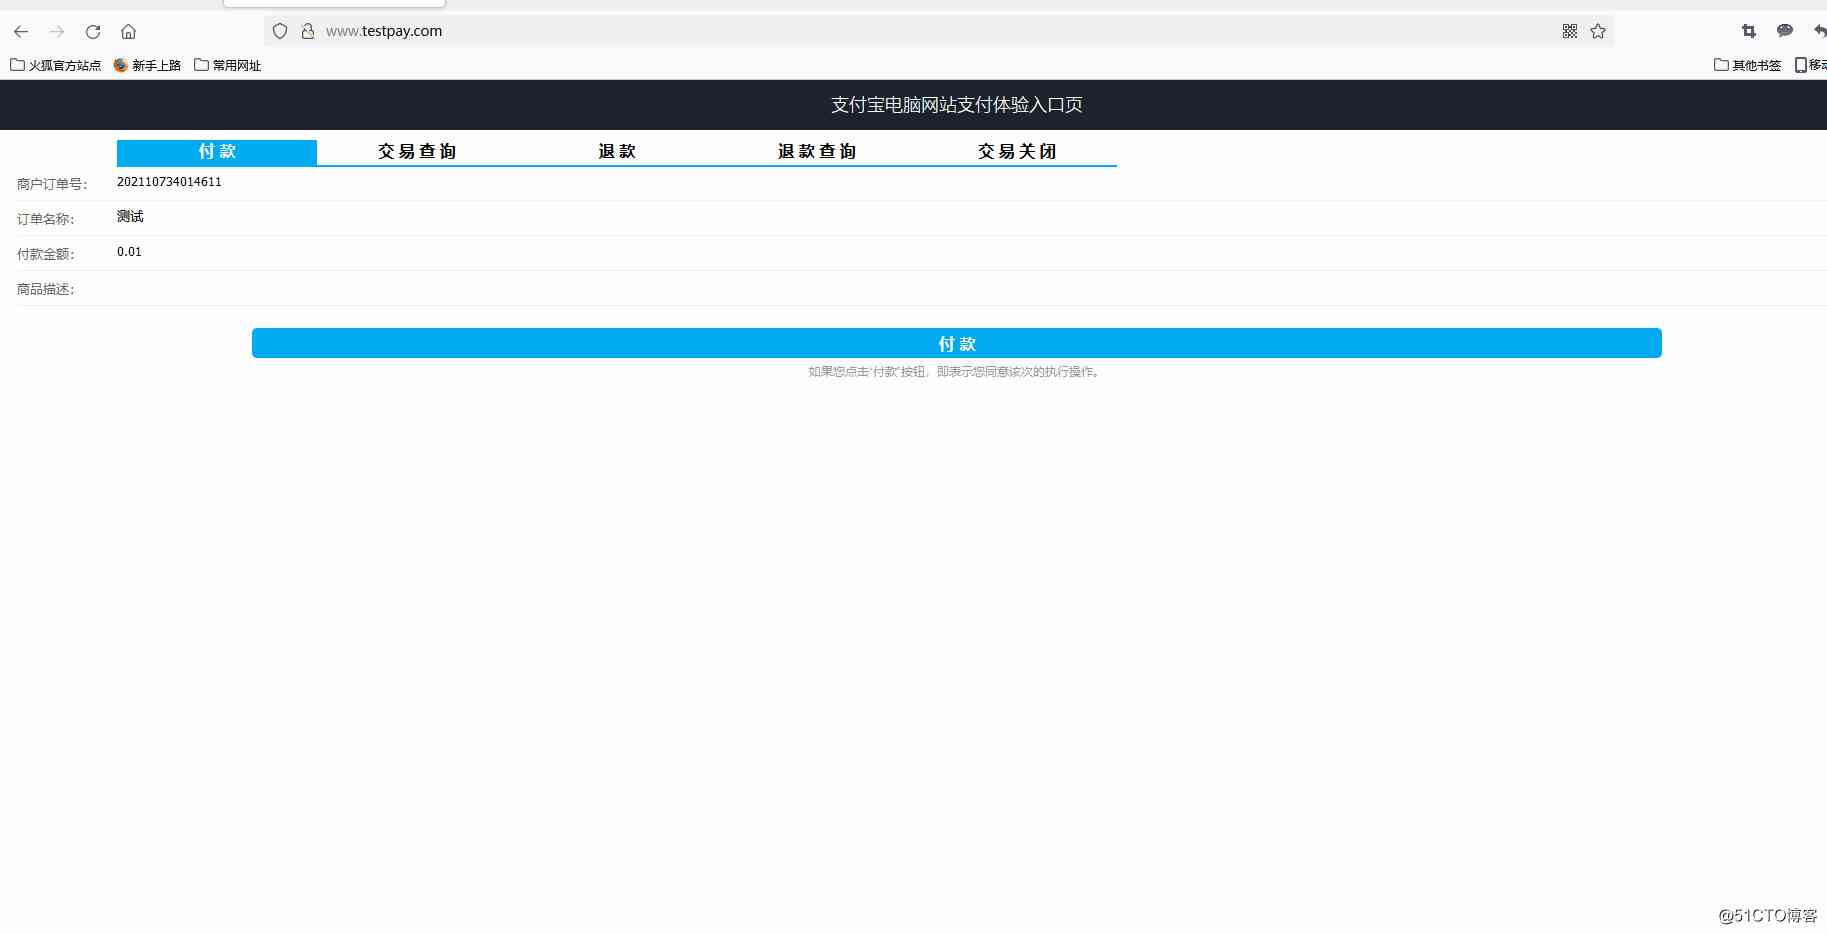 www.testpay.com
火狐官方站点 新手上路 常用网址 其他书签 移动
支付宝电脑网站支付体验入口页
付款 交易查询 退款 退款查询 交易关闭
商户订单号: 202110734014611
订单名称: 测试
付款金额: 0.01
商品描述:
付款
如果您点击“付款”按钮，即表示您同意该次的执行操作。
@51CTO博客